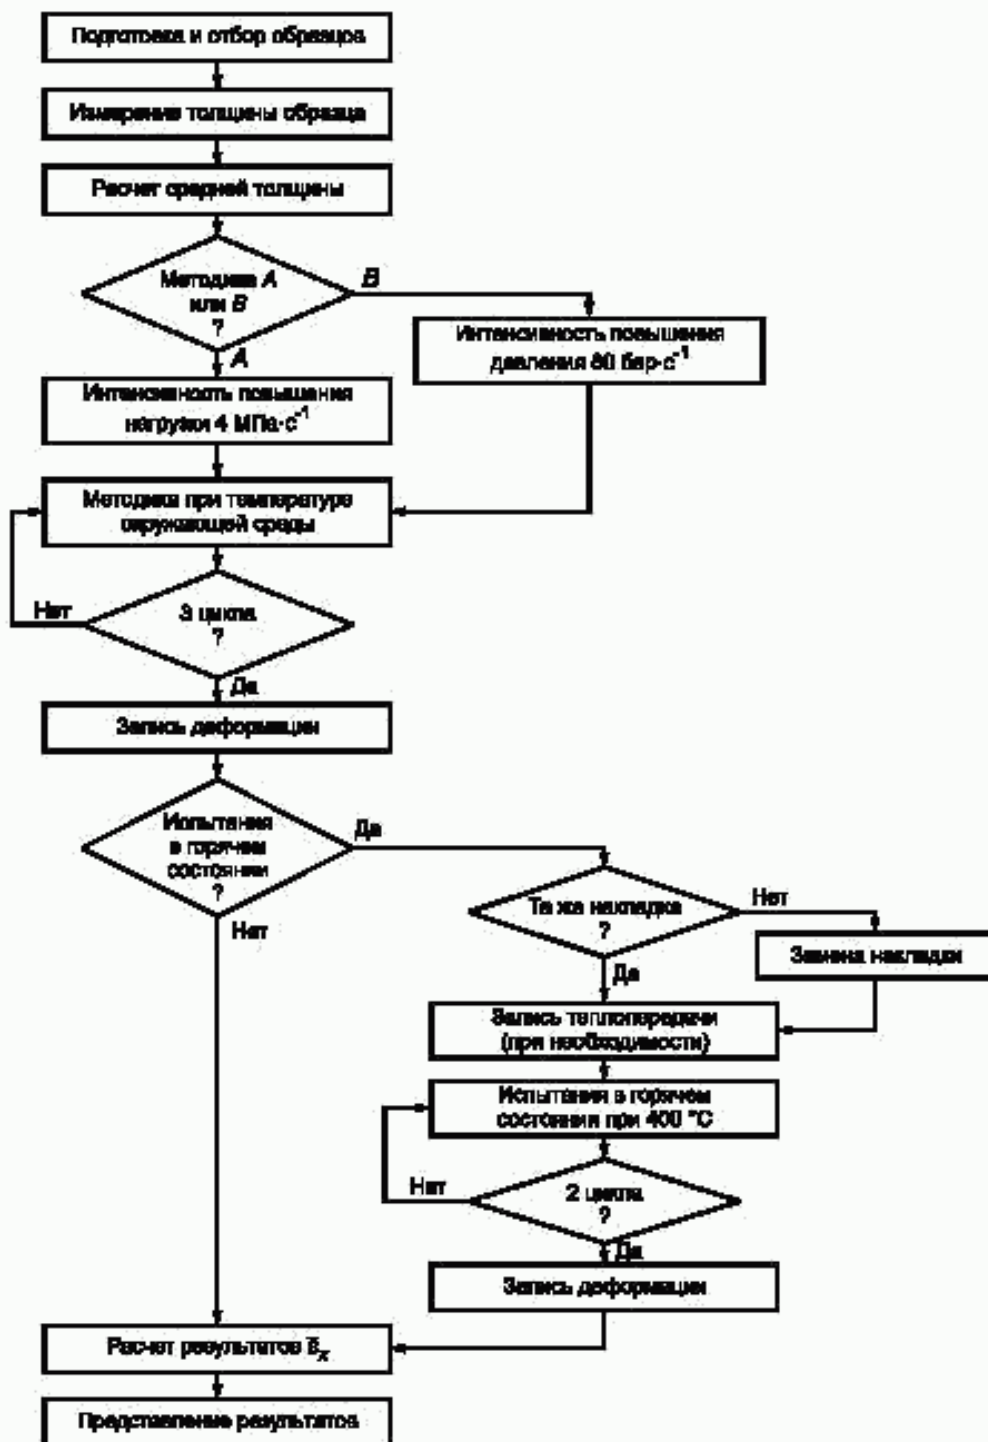 Подготовка и отбор образцов
Измерение толщины образца
Расчет средней толщины
Методика A
или B
?
B
A
Интенсивность повышения
давления 80 бар·с⁻¹
Интенсивность повышения
нагрузки 4 МПа·с⁻¹
Методика при температуре
окружающей среды
Нет
3 цикла
?
Да
Запись деформации
Испытания
в горячем
состоянии
?
Да
Нет
Та же накладка
?
Нет
Да
Замена накладки
Запись теплопередачи
(при необходимости)
Испытания в горячем
состоянии при 400 °C
Нет
2 цикла
?
Да
Запись деформации
Расчет результатов ε̄ₓ
Представление результатов